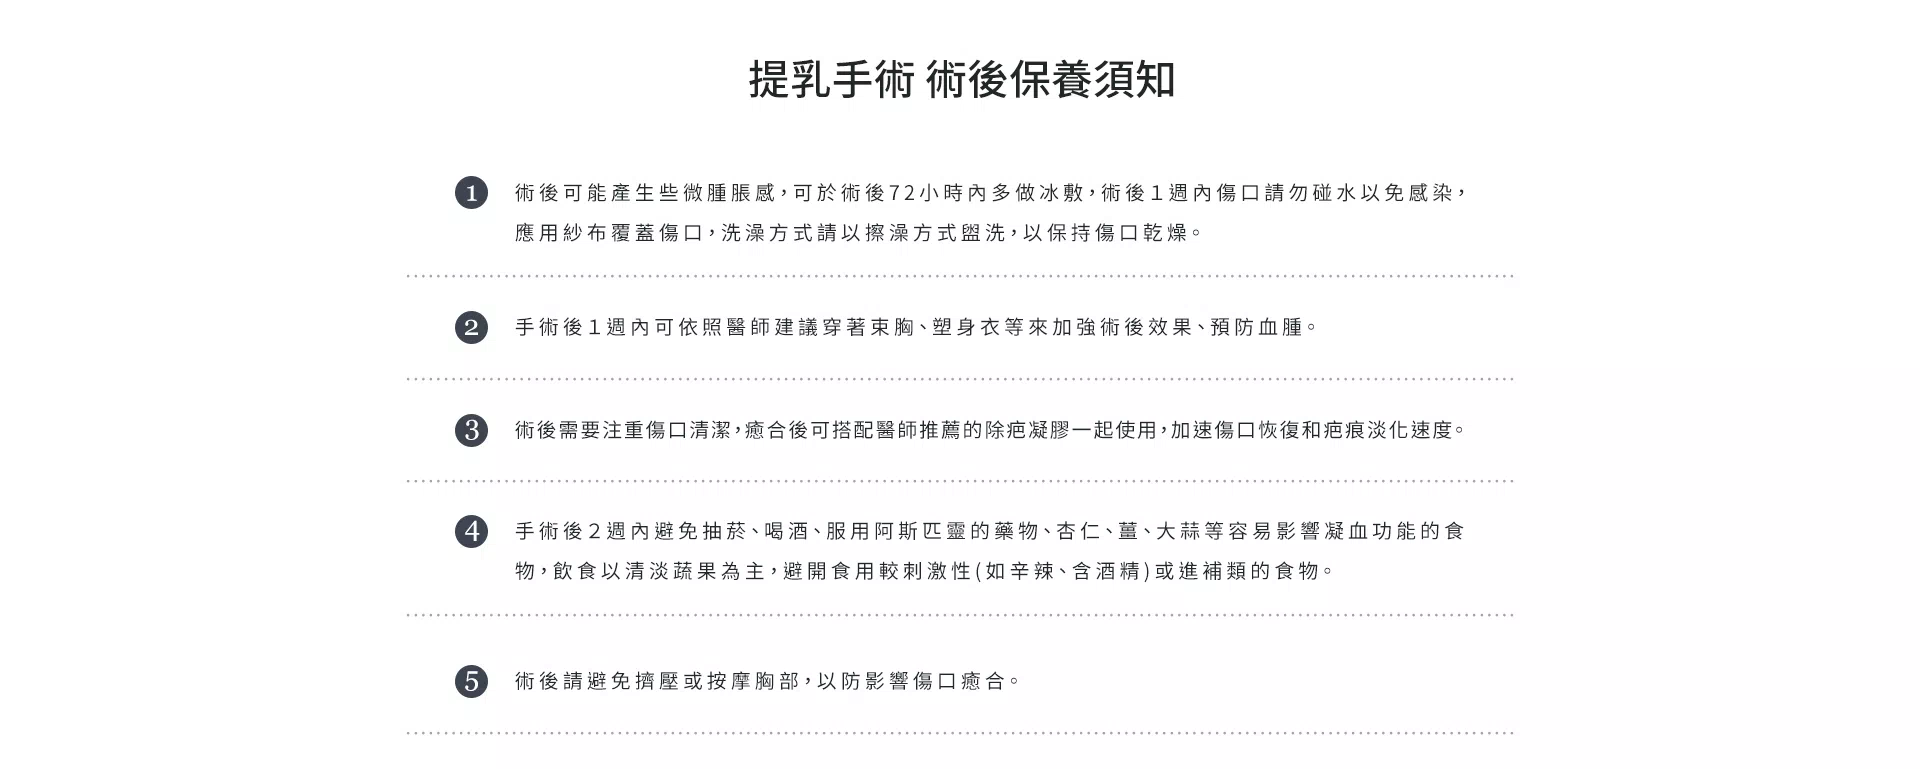 提乳手術 術後保養須知
1 術後可能產生些微腫脹感，可於術後72小時內多做冰敷，術後1週內傷口請勿碰水以免感染，
應用紗布覆蓋傷口，洗澡方式請以擦澡方式盥洗，以保持傷口乾燥。
2 手術後1週內可依照醫師建議穿著束胸、塑身衣等來加強術後效果、預防血腫。
3 術後需要注重傷口清潔，癒合後可搭配醫師推薦的除疤凝膠一起使用，加速傷口恢復和疤痕淡化速度。
4 手術後2週內避免抽菸、喝酒、服用阿斯匹靈的藥物、杏仁、薑、大蒜等容易影響凝血功能的食
物，飲食以清淡蔬果為主，避開食用較刺激性(如辛辣、含酒精)或進補類的食物。
5 術後請避免擠壓或按摩胸部，以防影響傷口癒合。